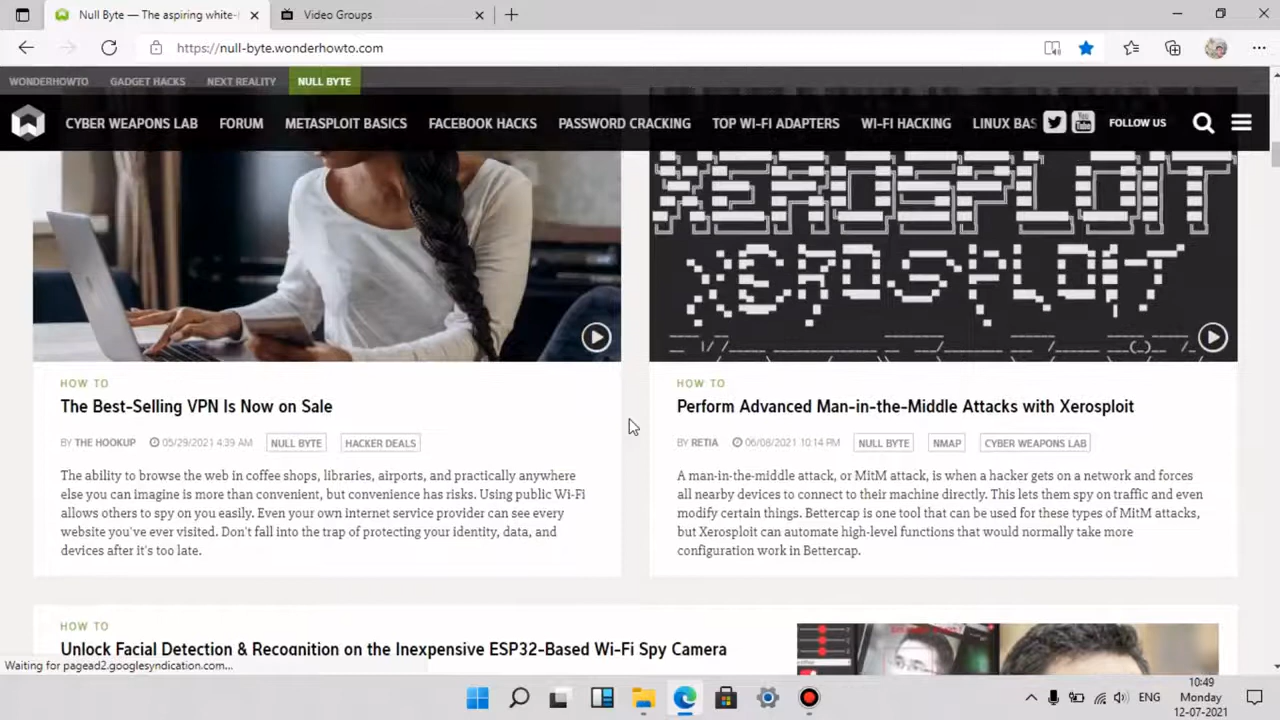 Null Byte — The aspiring white-
Video Groups
https://null-byte.wonderhowto.com
WONDERHOWTO GADGET HACKS NEXT REALITY NULL BYTE
CYBER WEAPONS LAB FORUM METASPLOIT BASICS FACEBOOK HACKS PASSWORD CRACKING TOP WI-FI ADAPTERS WI-FI HACKING LINUX BAS FOLLOW US
XEROSPLOIT
XEROSPLOIT
HOW TO
The Best-Selling VPN Is Now on Sale
BY THE HOOKUP 05/29/2021 4:39 AM NULL BYTE HACKER DEALS
The ability to browse the web in coffee shops, libraries, airports, and practically anywhere
else you can imagine is more than convenient, but convenience has risks. Using public Wi-Fi
allows others to spy on you easily. Even your own internet service provider can see every
website you've ever visited. Don't fall into the trap of protecting your identity, data, and
devices after it's too late.
HOW TO
Perform Advanced Man-in-the-Middle Attacks with Xerosploit
BY RETIA 06/08/2021 10:14 PM NULL BYTE NMAP CYBER WEAPONS LAB
A man-in-the-middle attack, or MitM attack, is when a hacker gets on a network and forces
all nearby devices to connect to their machine directly. This lets them spy on traffic and even
modify certain things. Bettercap is one tool that can be used for these types of MitM attacks,
but Xerosploit can automate high-level functions that would normally take more
configuration work in Bettercap.
HOW TO
Unlock Facial Detection & Recognition on the Inexpensive ESP32-Based Wi-Fi Spy Camera
Waiting for pagead2.googlesyndication.com...
ENG
10:49
Monday
12-07-2021